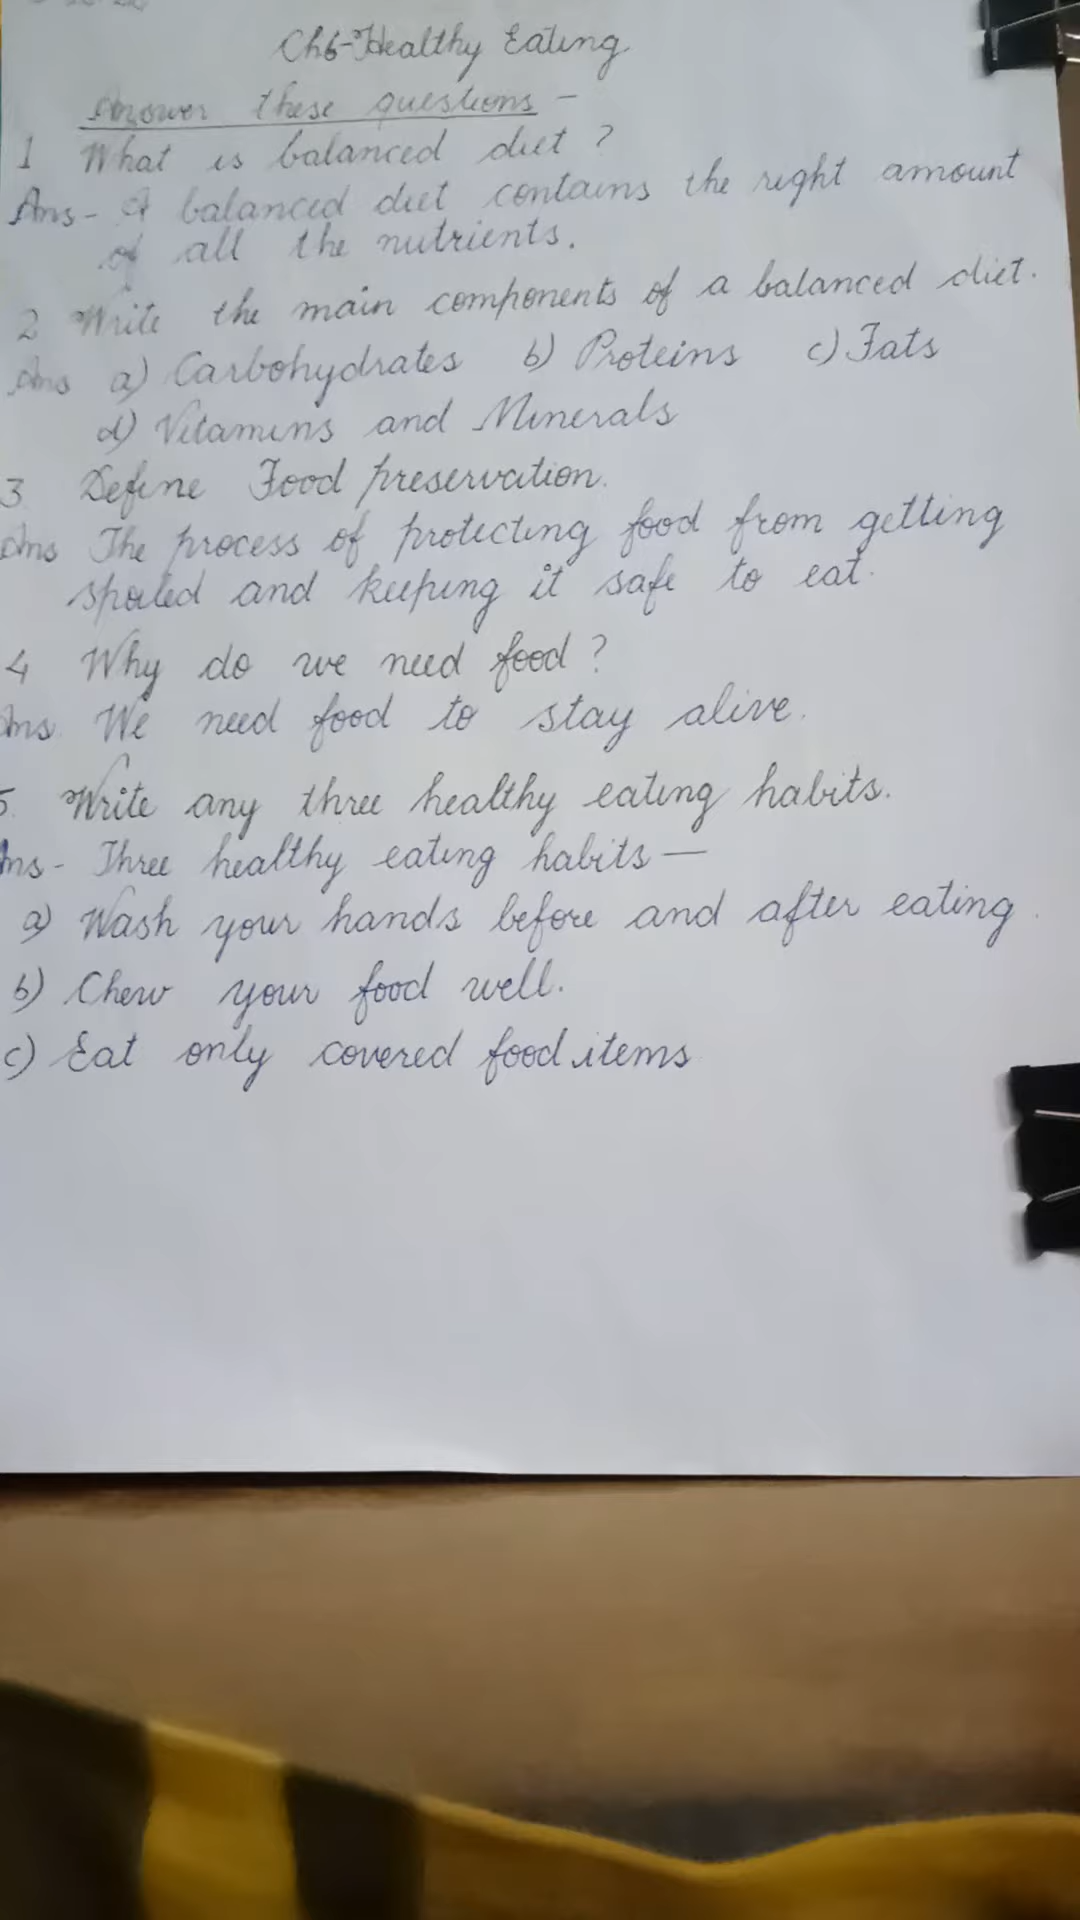 Ch6-Healthy Eating
Answer these questions -
1 What is balanced diet ?
Ans- A balanced diet contains the right amount
of all the nutrients.
2 Write the main components of a balanced diet.
Ans a) Carbohydrates b) Proteins c) Fats
d) Vitamins and Minerals
3 Define Food preservation.
Ans The process of protecting food from getting
spoiled and keeping it safe to eat.
4 Why do we need food ?
Ans. We need food to stay alive.
5. Write any three healthy eating habits.
Ans- Three healthy eating habits —
a) Wash your hands before and after eating.
b) Chew your food well.
c) Eat only covered food items